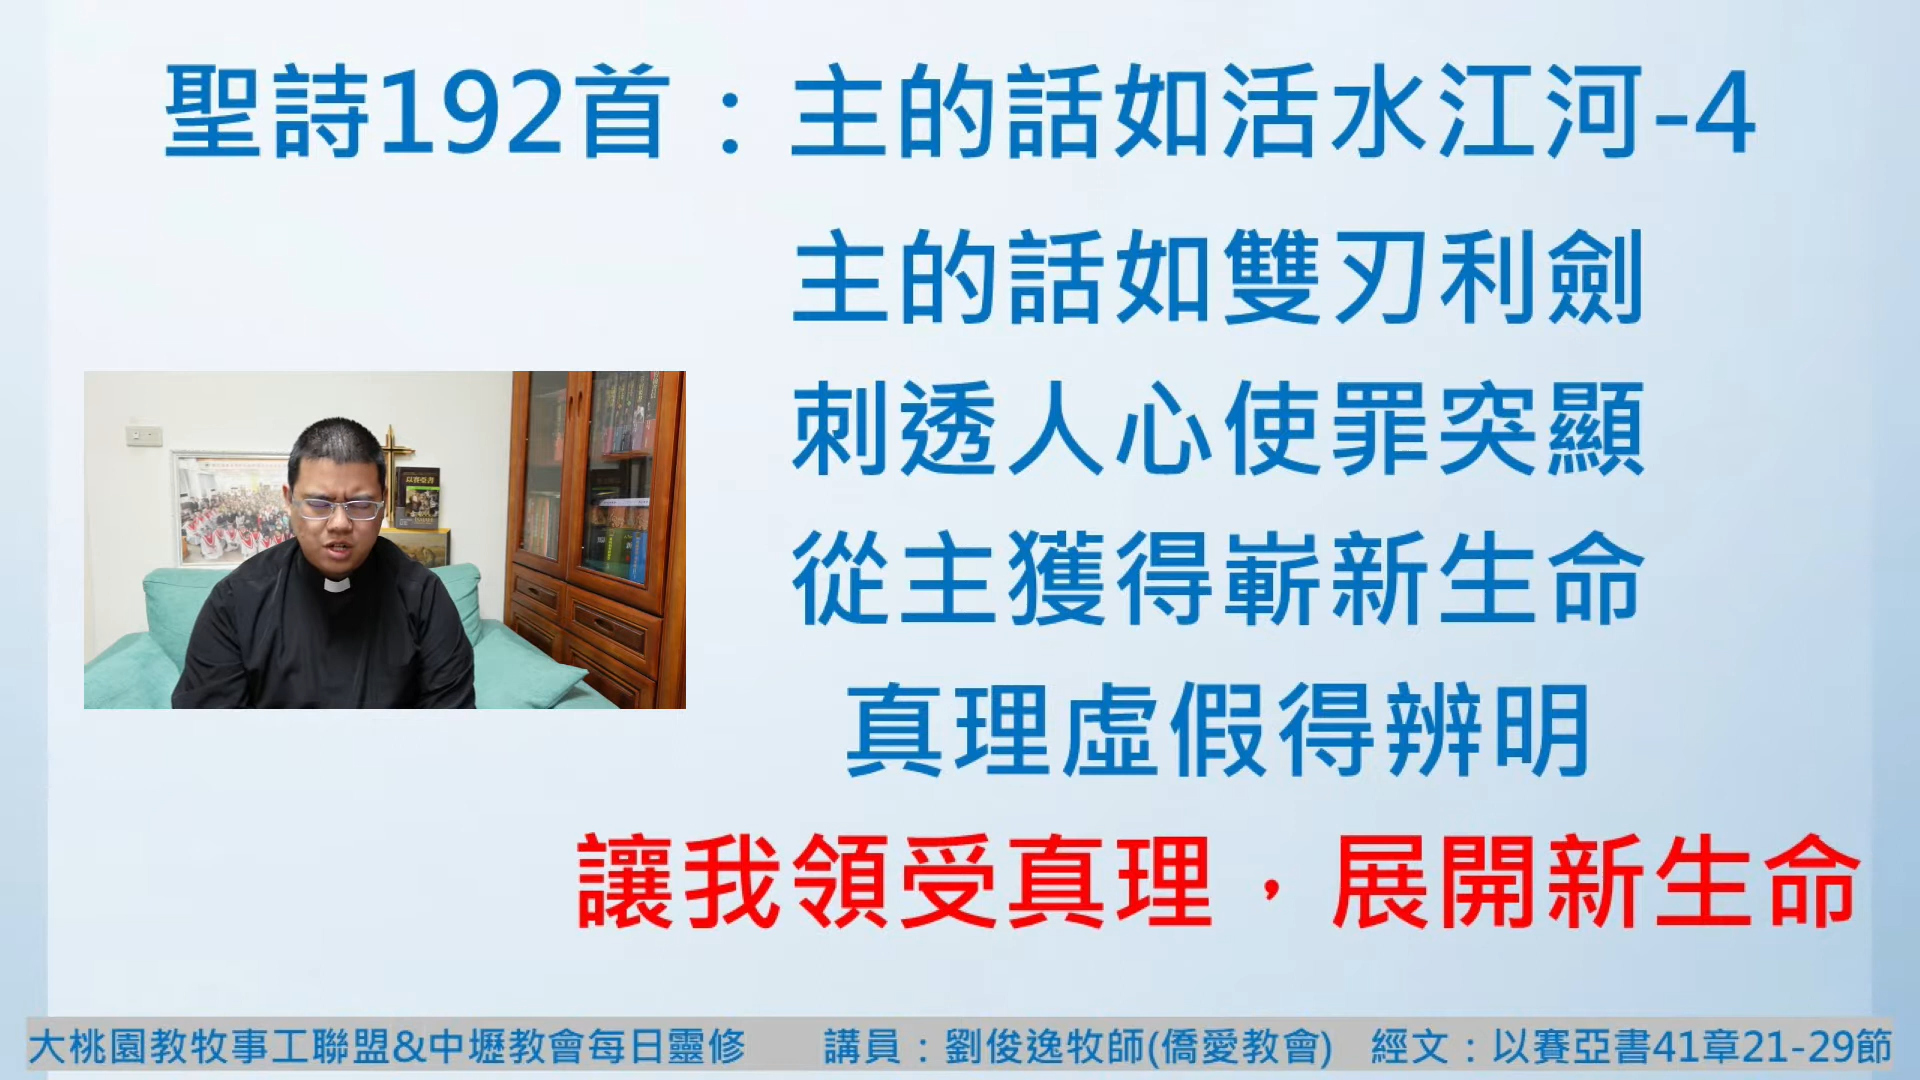 聖詩192首：主的話如活水江河-4
主的話如雙刃利劍
刺透人心使罪突顯
從主獲得嶄新生命
真理虛假得辨明
讓我領受真理，展開新生命
以賽亞書
大桃園教牧事工聯盟&中壢教會每日靈修 講員：劉俊逸牧師(僑愛教會) 經文：以賽亞書41章21-29節